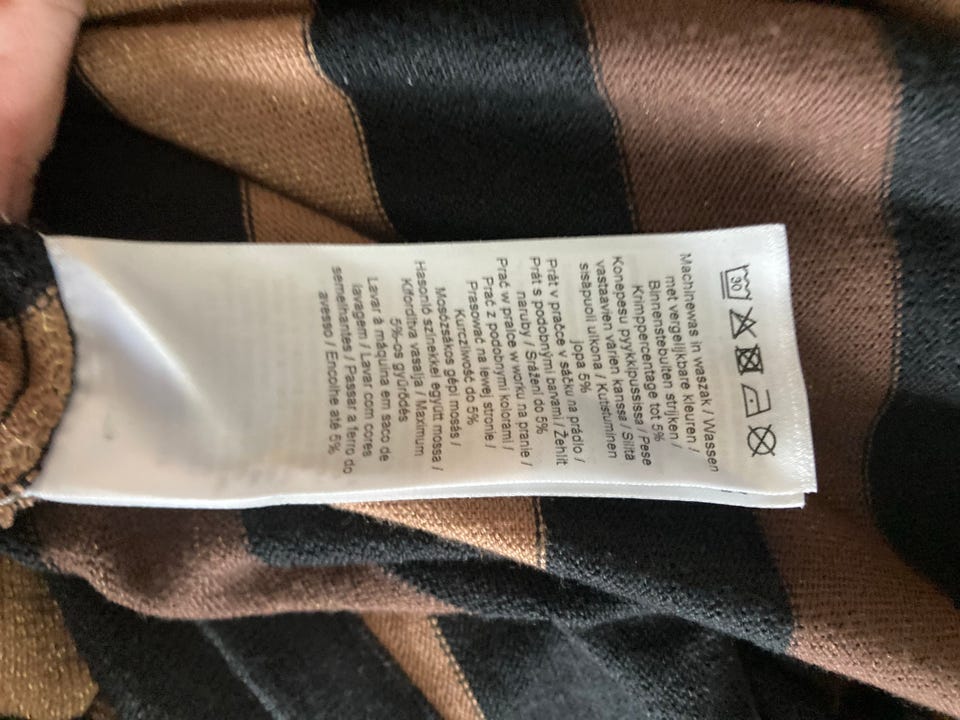 30
Machinewas in waszak / Wassen
met vergelijkbare kleuren /
Binnenstebuiten strijken /
Krimppercentage tot 5%
Konepesu pyykkipussissa / Pese
vastaavien värien kanssa / Silitä
sisäpuoli ulkona / Kutistuminen
jopa 5%
Prát v pračce v sáčku na prádlo /
Prát s podobnými barvami / Žehlit
naruby / Sražení do 5%
Prać w pralce w worku na pranie /
Prać z podobnymi kolorami /
Prasować na lewej stronie /
Kurczliwość do 5%
Mosózsákos gépi mosás /
Hasonló színekkel együtt mosva /
Kifordítva vasalja / Maximum
5%-os gyűrődés
Lavar à máquina em saco de
lavagem / Lavar com cores
semelhantes / Passar a ferro do
avesso / Encolhe até 5%